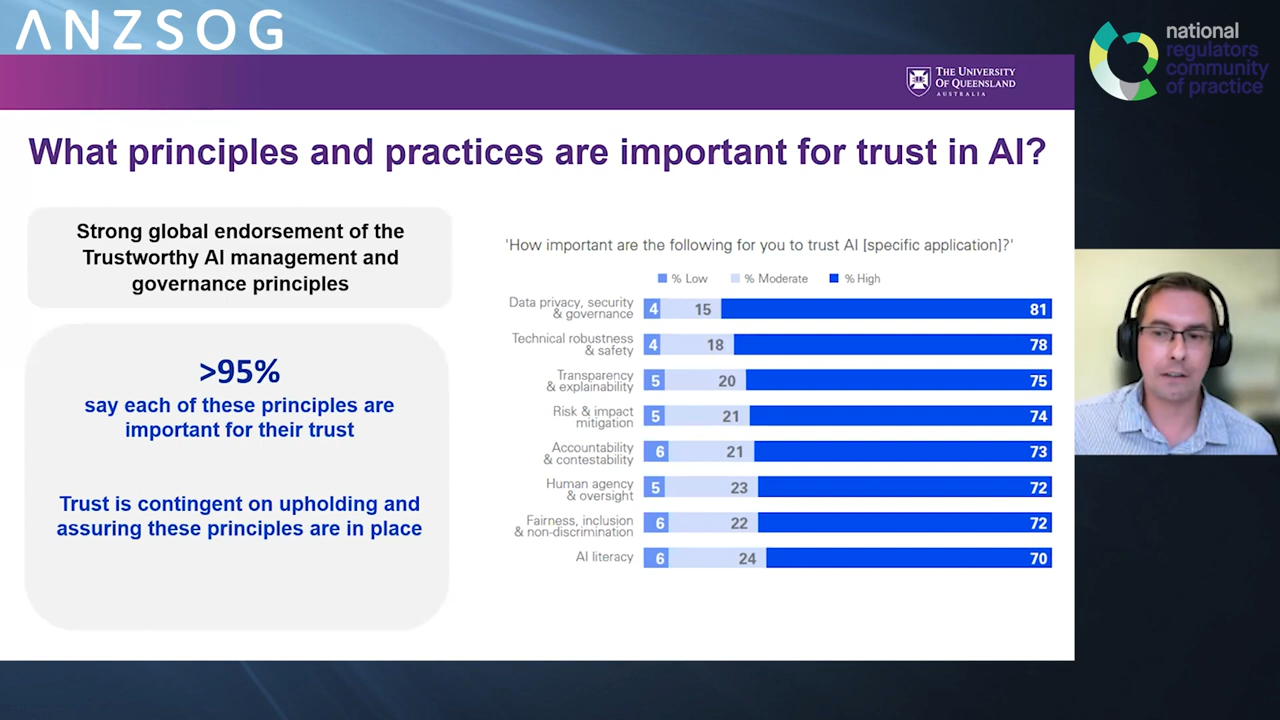 ANZSOG
national
regulators
community
of practice
THE UNIVERSITY
OF QUEENSLAND
AUSTRALIA
What principles and practices are important for trust in AI?
Strong global endorsement of the
Trustworthy AI management and
governance principles
>95%
say each of these principles are
important for their trust
Trust is contingent on upholding and
assuring these principles are in place
'How important are the following for you to trust AI [specific application]?'
% Low % Moderate % High
Data privacy, security
& governance 4 15 81
Technical robustness
& safety 4 18 78
Transparency
& explainability 5 20 75
Risk & impact
mitigation 5 21 74
Accountability
& contestability 6 21 73
Human agency
& oversight 5 23 72
Fairness, inclusion
& non-discrimination 6 22 72
AI literacy 6 24 70